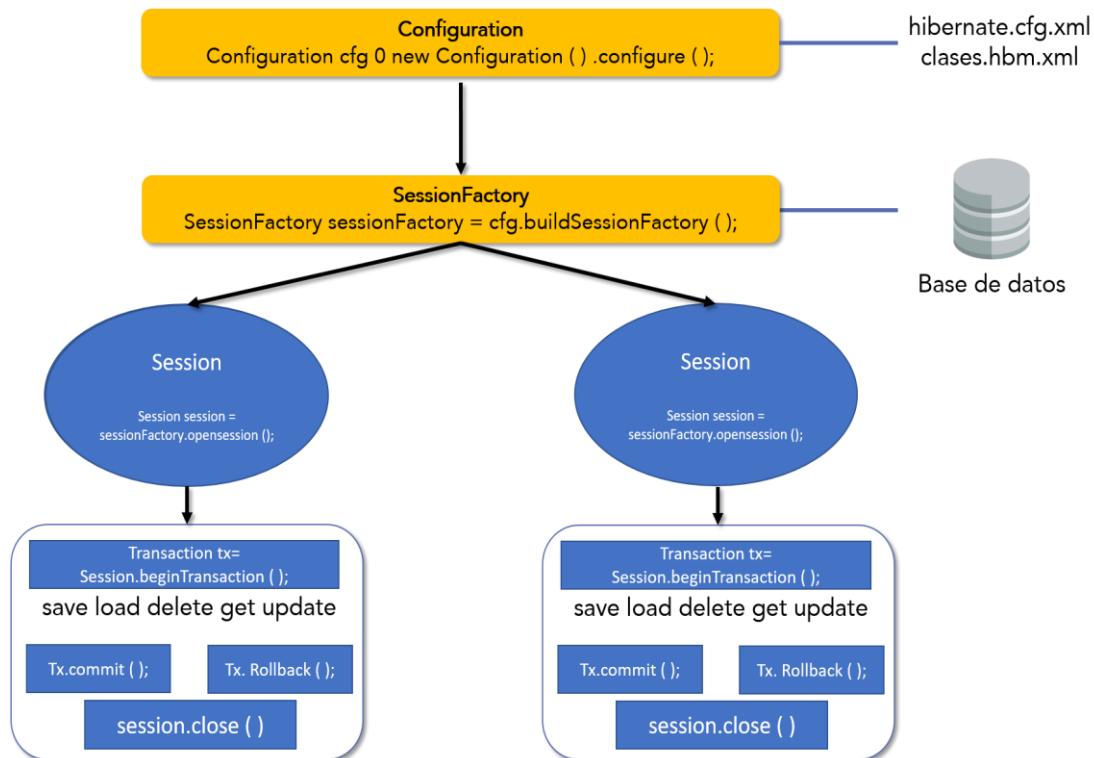 Configuration
Configuration cfg 0 new Configuration ( ) .configure ( );
hibernate.cfg.xml
clases.hbm.xml
SessionFactory
SessionFactory sessionFactory = cfg.buildSessionFactory ( );
Base de datos
Session
Session session =
sessionFactory.opensession ();
Session
Session session =
sessionFactory.opensession ();
Transaction tx=
Session.beginTransaction ( );
save load delete get update
Tx.commit ( );
Tx. Rollback ( );
session.close ( )
Transaction tx=
Session.beginTransaction ( );
save load delete get update
Tx.commit ( );
Tx. Rollback ( );
session.close ( )